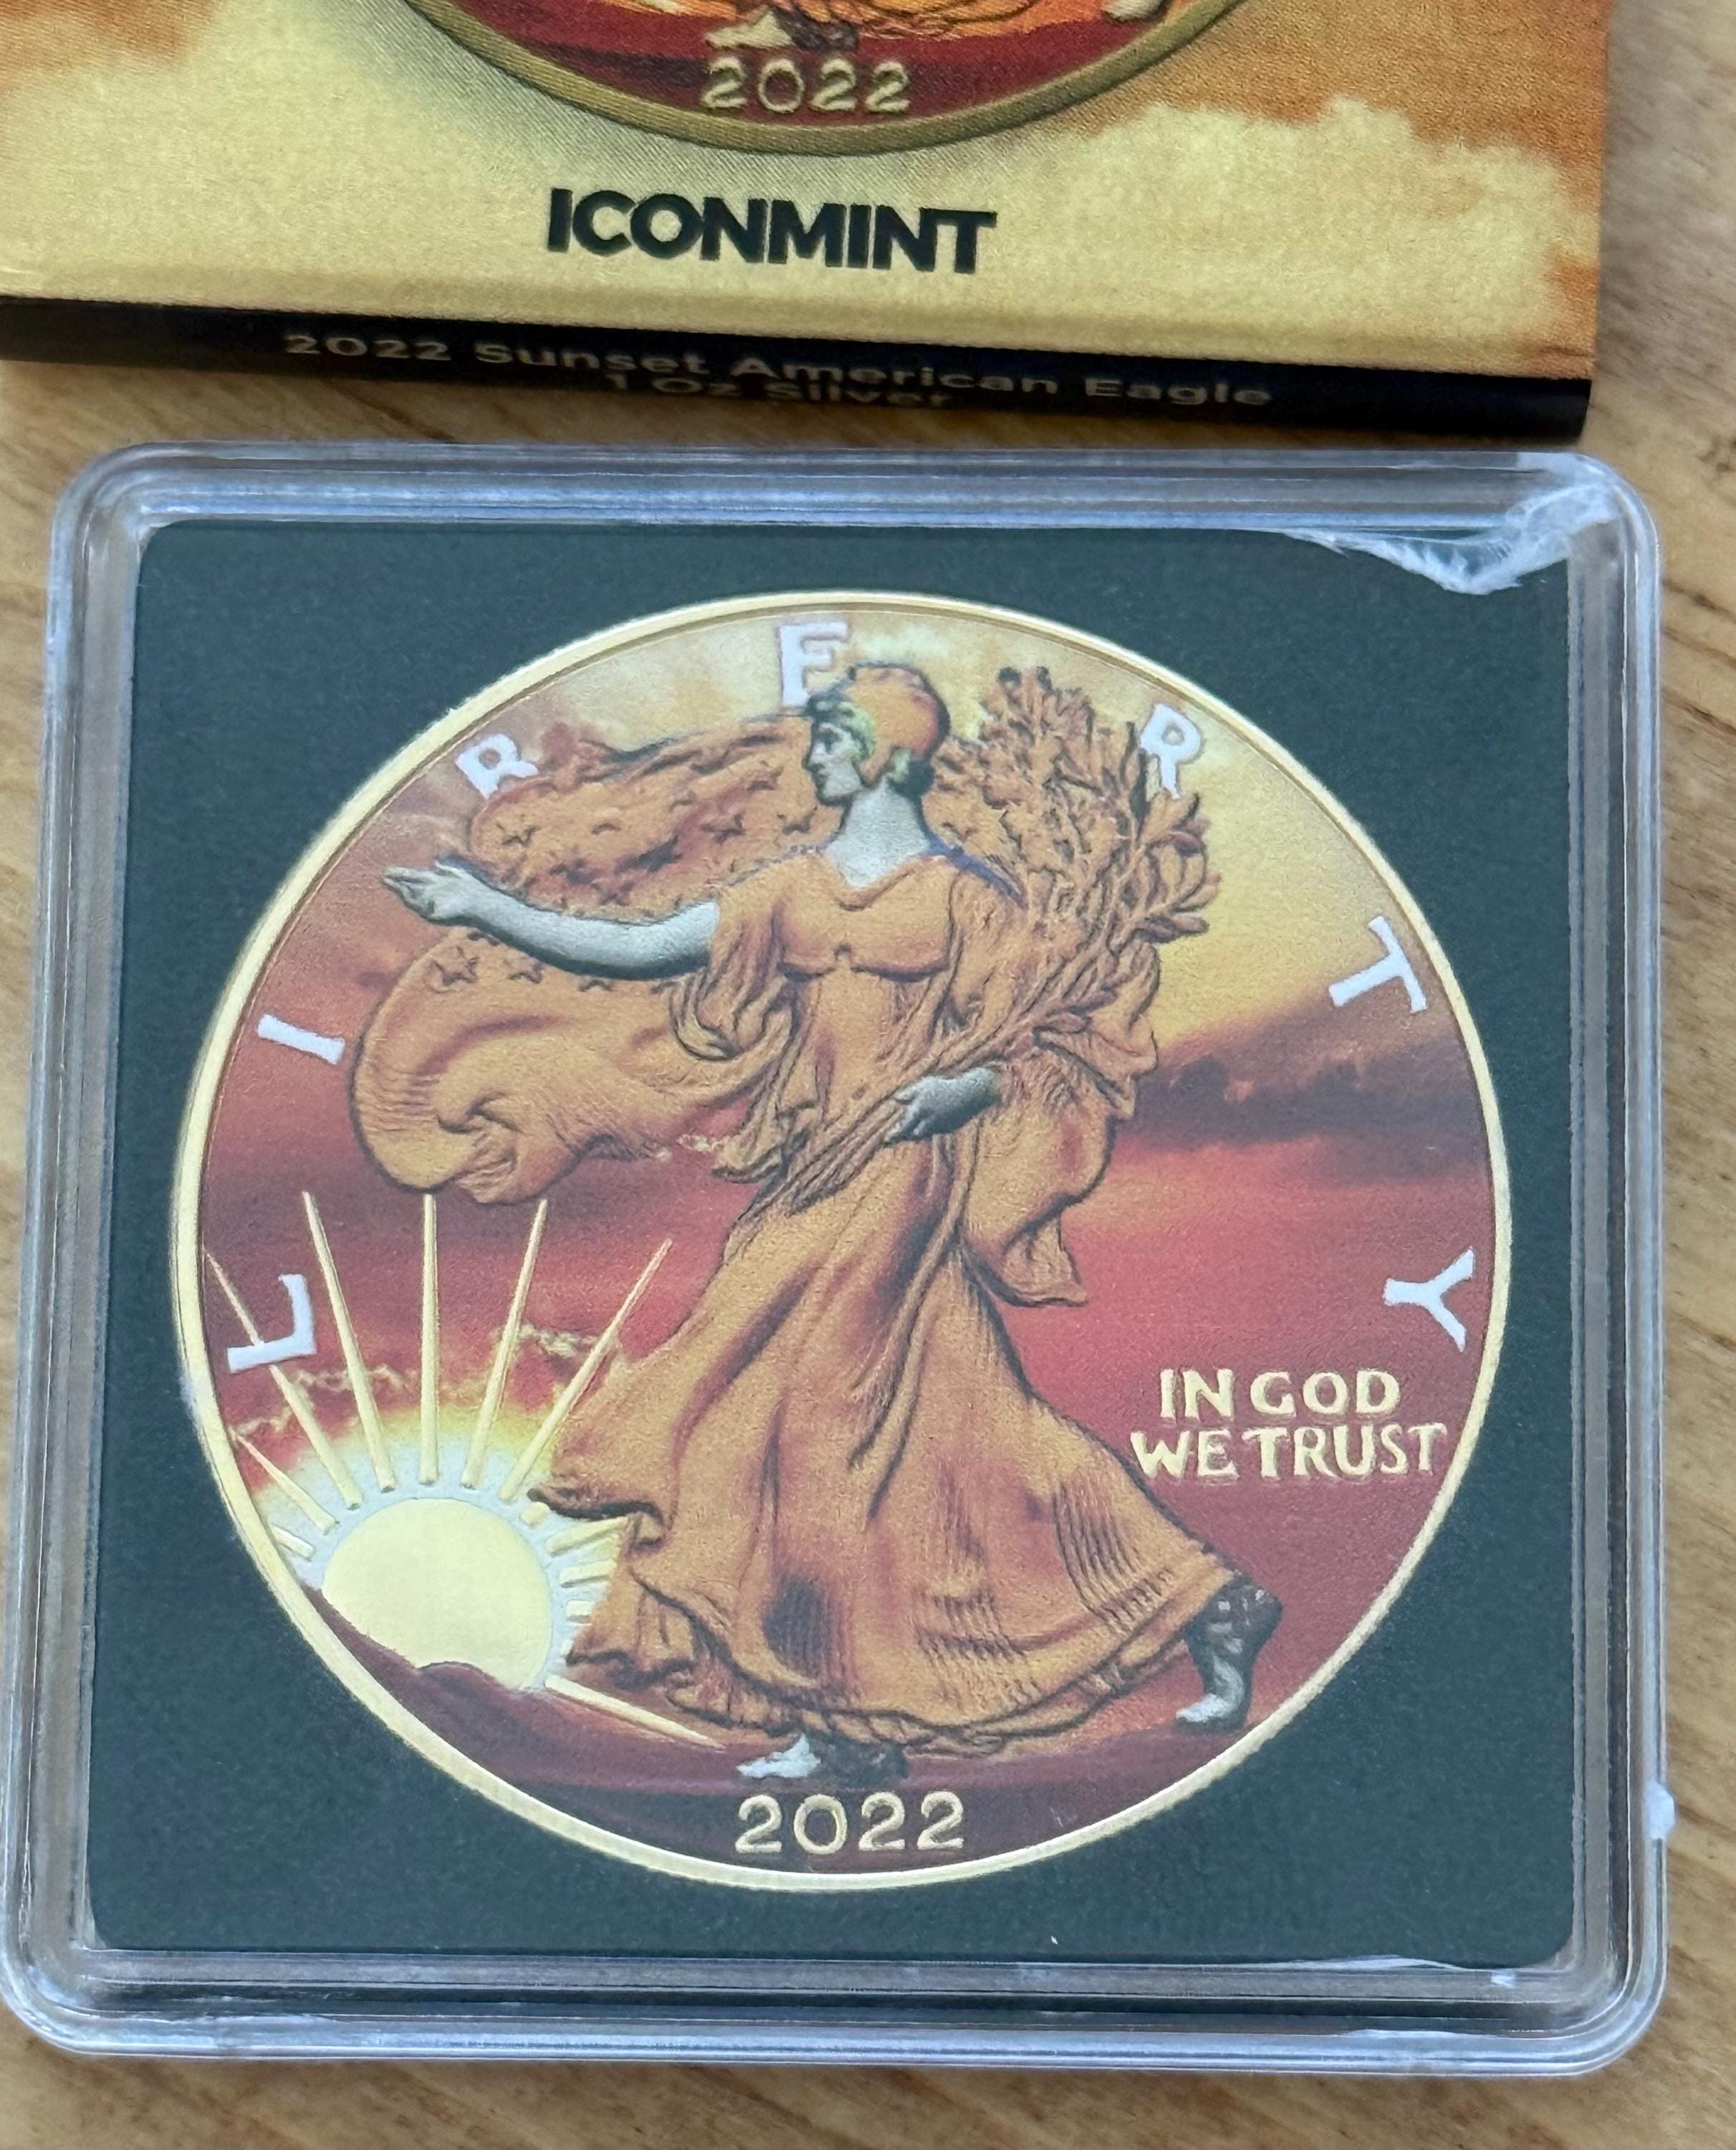 2022
ICONMINT
2022 Sunset American Eagle
1 Oz Silver
LIBERTY
IN GOD
WE TRUST
2022